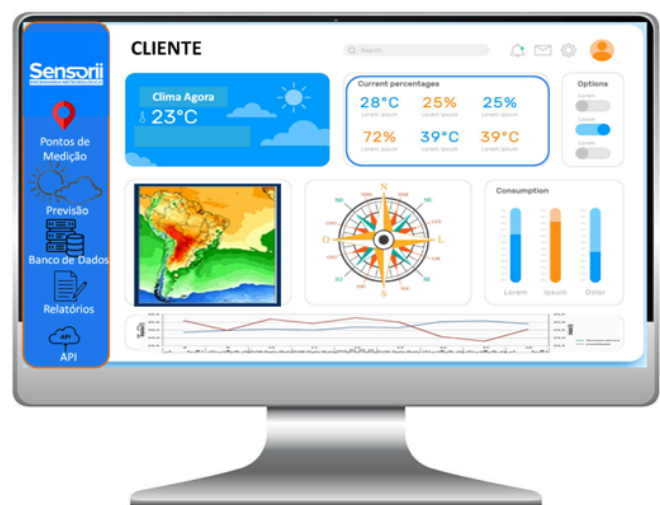 Sensorii
ENGENHARIA METEOROLÓGICA
Pontos de
Medição
Previsão
Banco de Dados
Relatórios
API
API
CLIENTE
Search
Clima Agora
23°C
Current percentages
28°C 25% 25%
Lorem Ipsum Lorem Ipsum Lorem Ipsum
72% 39°C 39°C
Lorem Ipsum Lorem Ipsum Lorem Ipsum
Options
Lorem
Lorem
Lorem
N
NO NE
O L
SO SE
S
Consumption
Lorem Ipsum Dolor